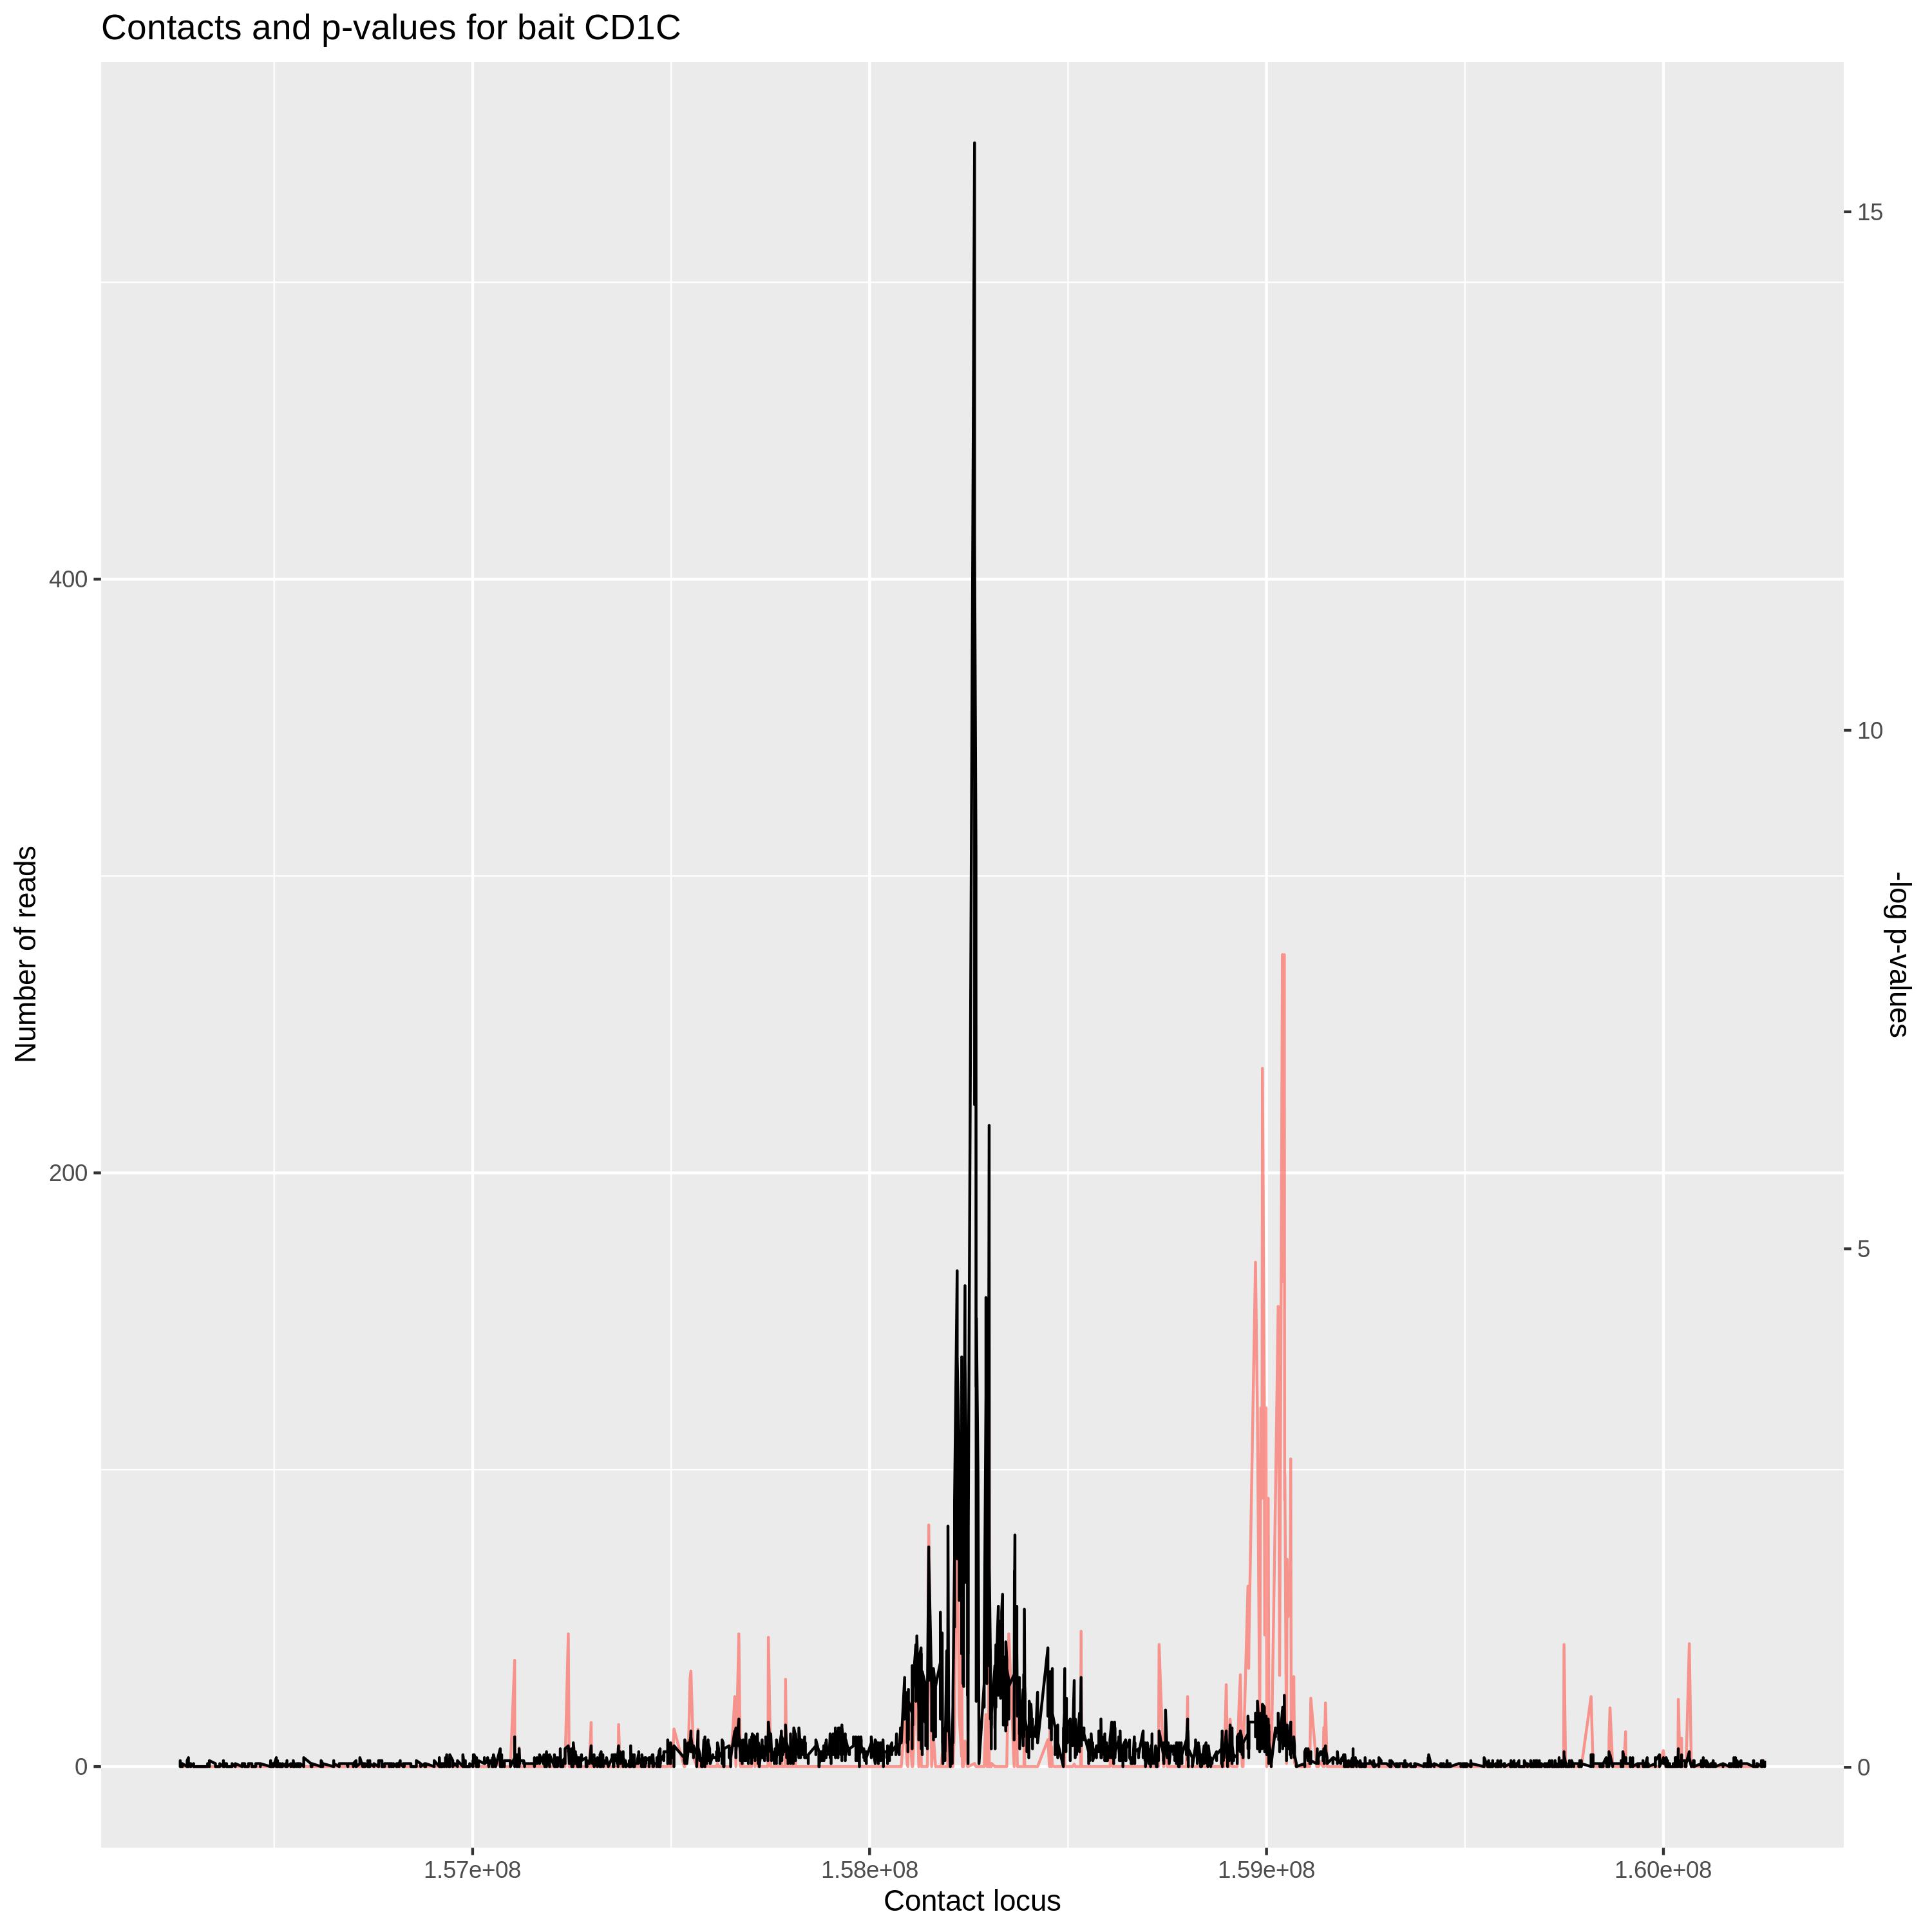 Contacts and p-values for bait CD1C
Number of reads
400
200
0
15
10
5
0
-log p-values
1.57e+08
1.58e+08
1.59e+08
1.60e+08
Contact locus